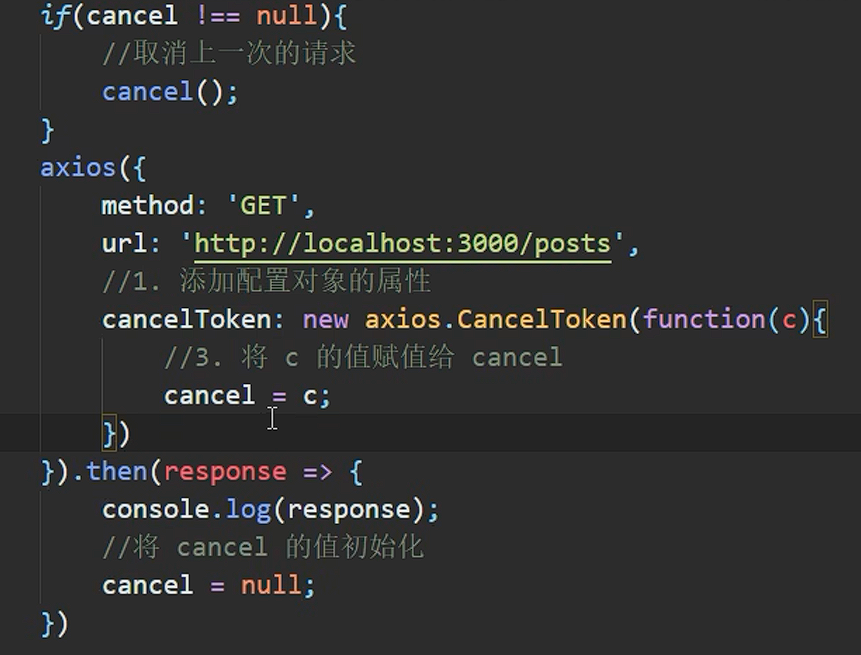 if(cancel !== null){
//取消上一次的请求
cancel();
}
axios({
method: 'GET',
url: 'http://localhost:3000/posts',
//1. 添加配置对象的属性
cancelToken: new axios.CancelToken(function(c){
//3. 将 c 的值赋值给 cancel
cancel = c;
})
}).then(response => {
console.log(response);
//将 cancel 的值初始化
cancel = null;
})